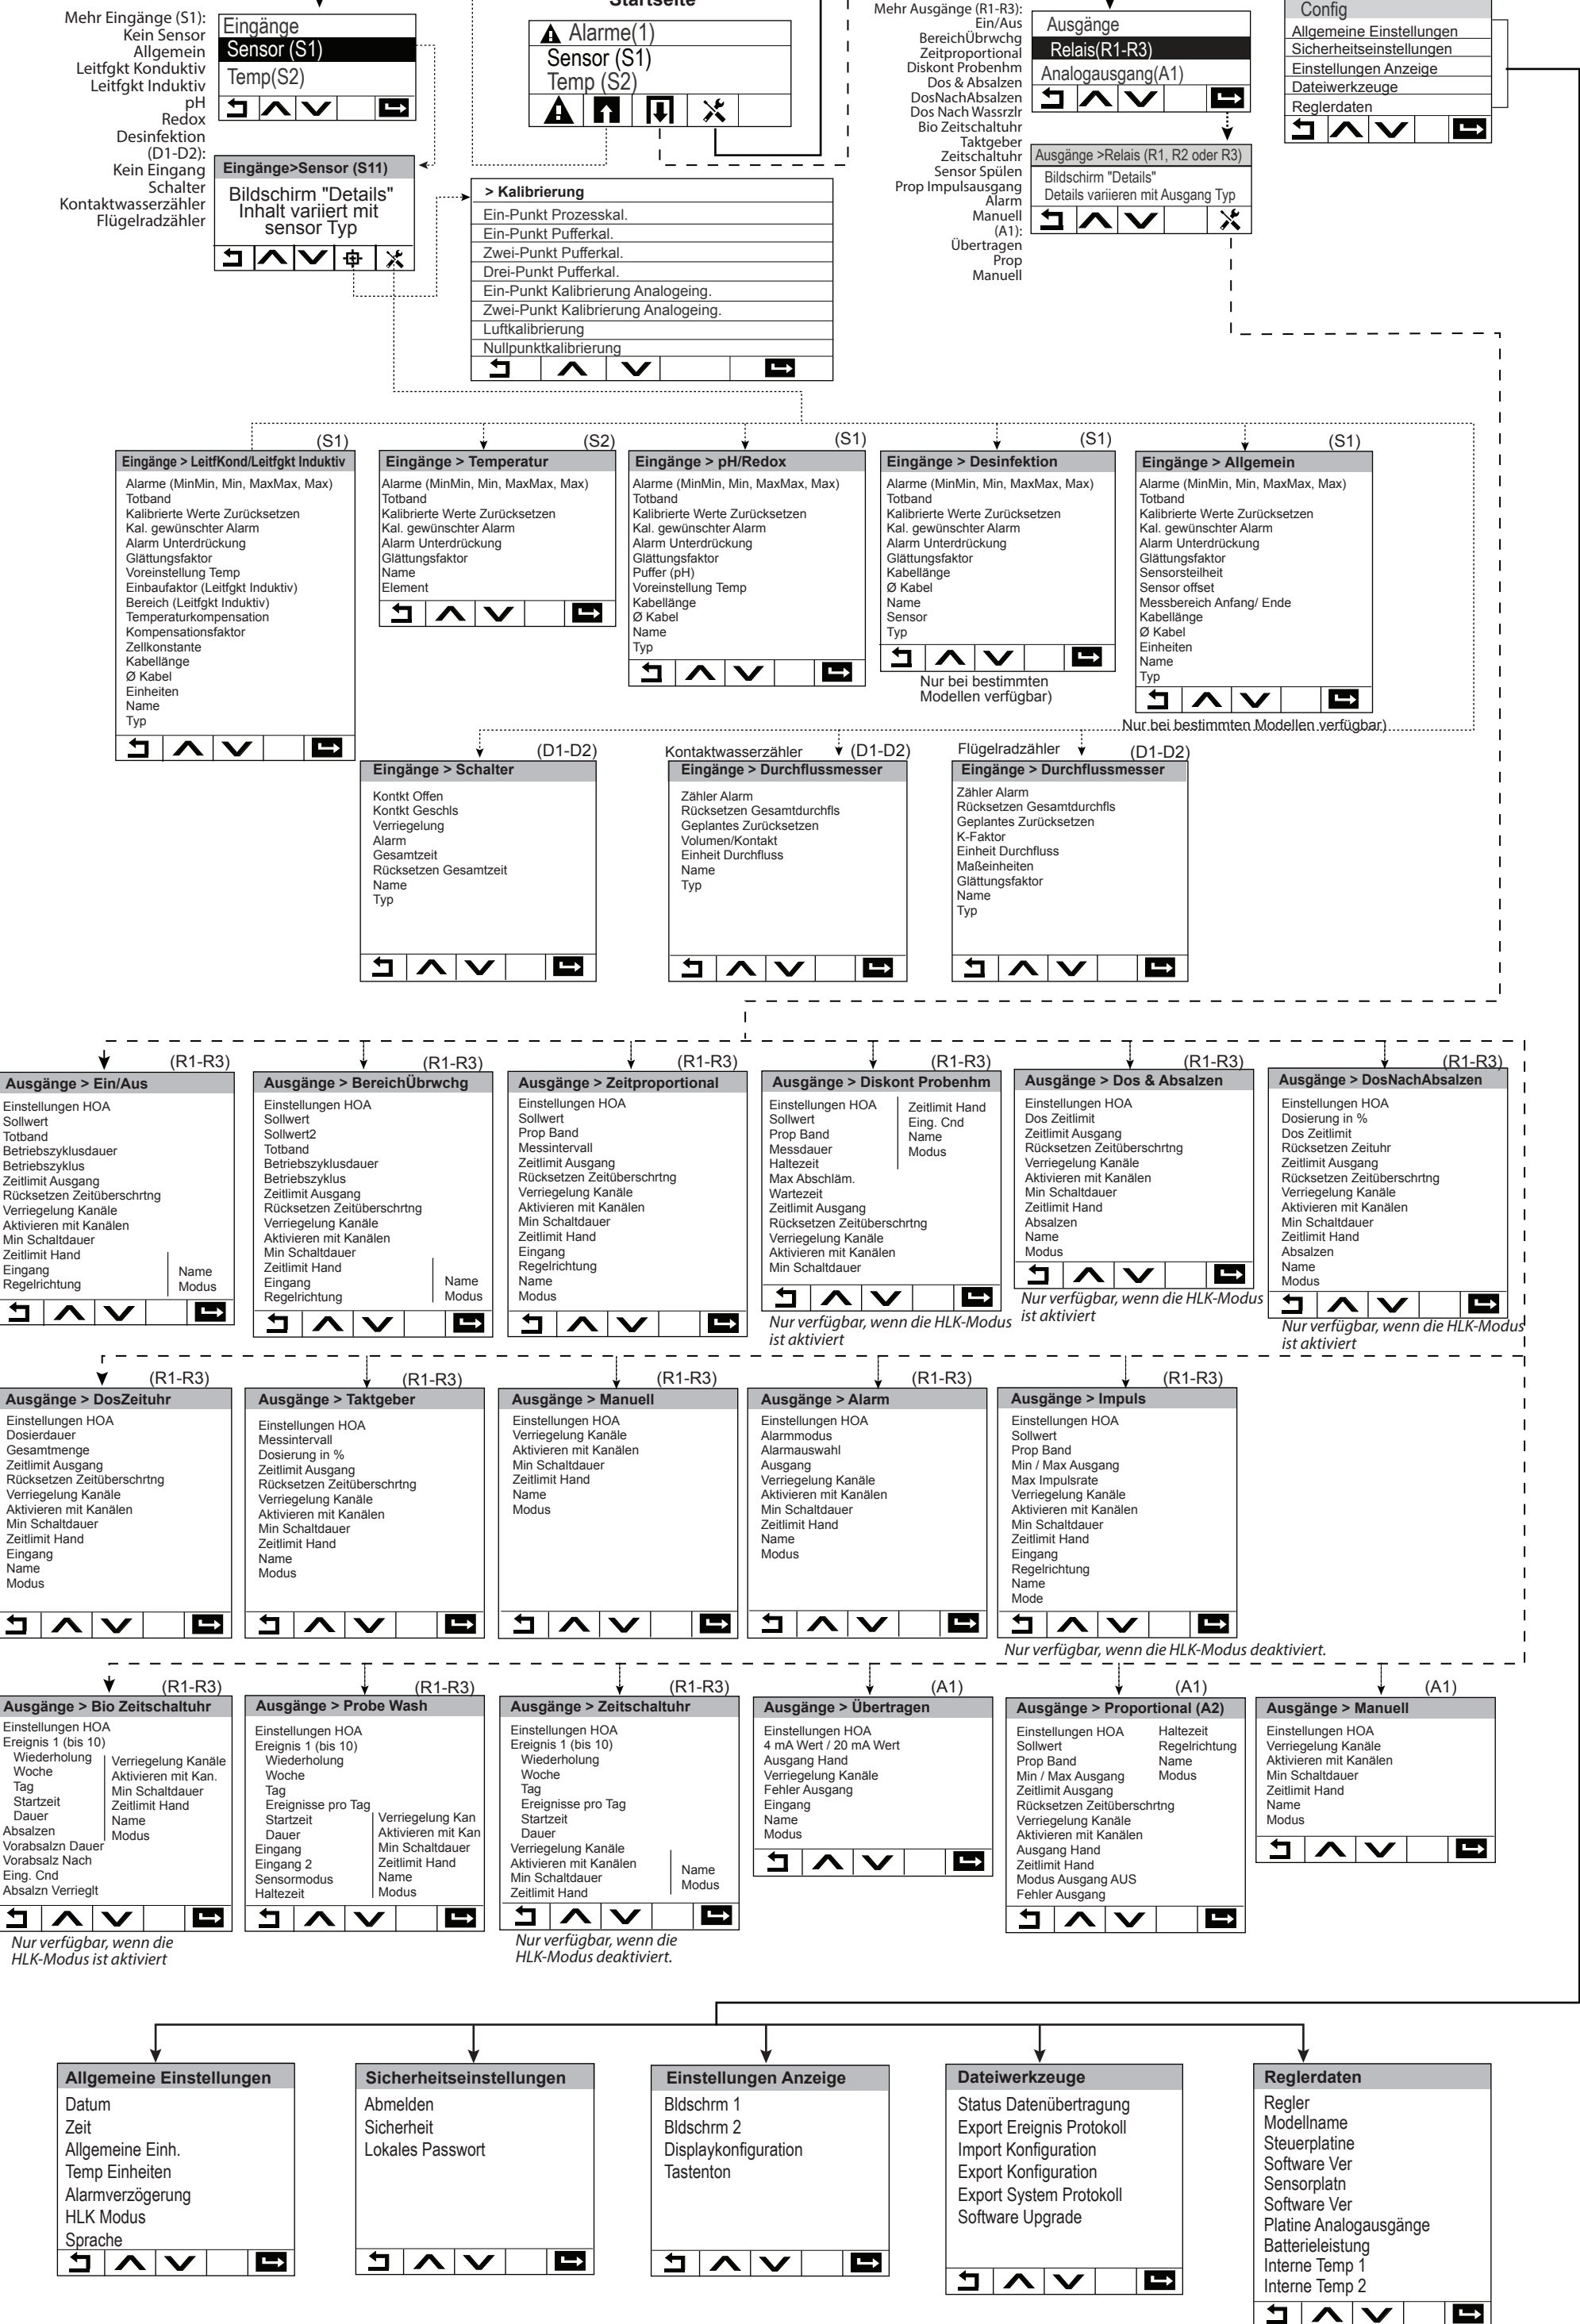 Mehr Eingänge (S1):
Kein Sensor
Allgemein
Leitfgkt Konduktiv
Leitfgkt Induktiv
pH
Redox
Desinfektion
(D1-D2):
Kein Eingang
Schalter
Kontaktwasserzähler
Flügelradzähler
Eingänge
Sensor (S1)
Temp(S2)
Eingänge>Sensor (S11)
Bildschirm "Details"
Inhalt variiert mit
sensor Typ
Startseite
Alarme(1)
Sensor (S1)
Temp (S2)
> Kalibrierung
Ein-Punkt Prozesskal.
Ein-Punkt Pufferkal.
Zwei-Punkt Pufferkal.
Drei-Punkt Pufferkal.
Ein-Punkt Kalibrierung Analogeing.
Zwei-Punkt Kalibrierung Analogeing.
Luftkalibrierung
Nullpunktkalibrierung
Mehr Ausgänge (R1-R3):
Ein/Aus
BereichÜbrwchg
Zeitproportional
Diskont Probenhm
Dos & Absalzen
DosNachAbsalzen
Dos Nach Wassrzlr
Bio Zeitschaltuhr
Taktgeber
Zeitschaltuhr
Sensor Spülen
Prop Impulsausgang
Alarm
Manuell
(A1):
Übertragen
Prop
Manuell
Ausgänge
Relais(R1-R3)
Analogausgang(A1)
Ausgänge >Relais (R1, R2 oder R3)
Bildschirm "Details"
Details variieren mit Ausgang Typ
Config
Allgemeine Einstellungen
Sicherheitseinstellungen
Einstellungen Anzeige
Dateiwerkzeuge
Reglerdaten
(S1)
Eingänge > LeitfKond/Leitfgkt Induktiv
Alarme (MinMin, Min, MaxMax, Max)
Totband
Kalibrierte Werte Zurücksetzen
Kal. gewünschter Alarm
Alarm Unterdrückung
Glättungsfaktor
Voreinstellung Temp
Einbaufaktor (Leitfgkt Induktiv)
Bereich (Leitfgkt Induktiv)
Temperaturkompensation
Kompensationsfaktor
Zellkonstante
Kabellänge
Ø Kabel
Einheiten
Name
Typ
(S2)
Eingänge > Temperatur
Alarme (MinMin, Min, MaxMax, Max)
Totband
Kalibrierte Werte Zurücksetzen
Kal. gewünschter Alarm
Alarm Unterdrückung
Glättungsfaktor
Name
Element
(S1)
Eingänge > pH/Redox
Alarme (MinMin, Min, MaxMax, Max)
Totband
Kalibrierte Werte Zurücksetzen
Kal. gewünschter Alarm
Alarm Unterdrückung
Glättungsfaktor
Puffer (pH)
Voreinstellung Temp
Kabellänge
Ø Kabel
Name
Typ
(S1)
Eingänge > Desinfektion
Alarme (MinMin, Min, MaxMax, Max)
Totband
Kalibrierte Werte Zurücksetzen
Kal. gewünschter Alarm
Alarm Unterdrückung
Glättungsfaktor
Kabellänge
Ø Kabel
Name
Sensor
Typ
Nur bei bestimmten
Modellen verfügbar)
(S1)
Eingänge > Allgemein
Alarme (MinMin, Min, MaxMax, Max)
Totband
Kalibrierte Werte Zurücksetzen
Kal. gewünschter Alarm
Alarm Unterdrückung
Glättungsfaktor
Sensorsteilheit
Sensor offset
Messbereich Anfang/ Ende
Kabellänge
Ø Kabel
Einheiten
Name
Typ
Nur bei bestimmten Modellen verfügbar)
(D1-D2)
Eingänge > Schalter
Kontkt Offen
Kontkt Geschls
Verriegelung
Alarm
Gesamtzeit
Rücksetzen Gesamtzeit
Name
Typ
Kontaktwasserzähler
(D1-D2)
Eingänge > Durchflussmesser
Zähler Alarm
Rücksetzen Gesamtdurchfls
Geplantes Zurücksetzen
Volumen/Kontakt
Einheit Durchfluss
Name
Typ
Flügelradzähler
(D1-D2)
Eingänge > Durchflussmesser
Zähler Alarm
Rücksetzen Gesamtdurchfls
Geplantes Zurücksetzen
K-Faktor
Einheit Durchfluss
Maßeinheiten
Glättungsfaktor
Name
Typ
(R1-R3)
Ausgänge > Ein/Aus
Einstellungen HOA
Sollwert
Totband
Betriebszyklusdauer
Betriebszyklus
Zeitlimit Ausgang
Rücksetzen Zeitüberschrtng
Verriegelung Kanäle
Aktivieren mit Kanälen
Min Schaltdauer
Zeitlimit Hand
Eingang
Regelrichtung
Name
Modus
(R1-R3)
Ausgänge > BereichÜbrwchg
Einstellungen HOA
Sollwert
Sollwert2
Totband
Betriebszyklusdauer
Betriebszyklus
Zeitlimit Ausgang
Rücksetzen Zeitüberschrtng
Verriegelung Kanäle
Aktivieren mit Kanälen
Min Schaltdauer
Zeitlimit Hand
Eingang
Regelrichtung
Name
Modus
(R1-R3)
Ausgänge > Zeitproportional
Einstellungen HOA
Sollwert
Prop Band
Messintervall
Zeitlimit Ausgang
Rücksetzen Zeitüberschrtng
Verriegelung Kanäle
Aktivieren mit Kanälen
Min Schaltdauer
Zeitlimit Hand
Eingang
Regelrichtung
Name
Modus
(R1-R3)
Ausgänge > Diskont Probenhm
Einstellungen HOA
Sollwert
Prop Band
Messdauer
Haltezeit
Max Abschläm.
Wartezeit
Zeitlimit Ausgang
Rücksetzen Zeitüberschrtng
Verriegelung Kanäle
Aktivieren mit Kanälen
Min Schaltdauer
Zeitlimit Hand
Eing. Cnd
Name
Modus
Nur verfügbar, wenn die HLK-Modus
ist aktiviert
(R1-R3)
Ausgänge > Dos & Absalzen
Einstellungen HOA
Dos Zeitlimit
Zeitlimit Ausgang
Rücksetzen Zeitüberschrtng
Verriegelung Kanäle
Aktivieren mit Kanälen
Min Schaltdauer
Zeitlimit Hand
Absalzen
Name
Modus
Nur verfügbar, wenn die HLK-Modus
ist aktiviert
(R1-R3)
Ausgänge > DosNachAbsalzen
Einstellungen HOA
Dosierung in %
Dos Zeitlimit
Rücksetzen Zeituhr
Zeitlimit Ausgang
Rücksetzen Zeitüberschrtng
Verriegelung Kanäle
Aktivieren mit Kanälen
Min Schaltdauer
Zeitlimit Hand
Absalzen
Name
Modus
Nur verfügbar, wenn die HLK-Modus
ist aktiviert
(R1-R3)
Ausgänge > DosZeituhr
Einstellungen HOA
Dosierdauer
Gesamtmenge
Zeitlimit Ausgang
Rücksetzen Zeitüberschrtng
Verriegelung Kanäle
Aktivieren mit Kanälen
Min Schaltdauer
Zeitlimit Hand
Eingang
Name
Modus
(R1-R3)
Ausgänge > Taktgeber
Einstellungen HOA
Messintervall
Dosierung in %
Zeitlimit Ausgang
Rücksetzen Zeitüberschrtng
Verriegelung Kanäle
Aktivieren mit Kanälen
Min Schaltdauer
Zeitlimit Hand
Name
Modus
(R1-R3)
Ausgänge > Manuell
Einstellungen HOA
Verriegelung Kanäle
Aktivieren mit Kanälen
Min Schaltdauer
Zeitlimit Hand
Name
Modus
(R1-R3)
Ausgänge > Alarm
Einstellungen HOA
Alarmmodus
Alarmauswahl
Ausgang
Verriegelung Kanäle
Aktivieren mit Kanälen
Min Schaltdauer
Zeitlimit Hand
Name
Modus
(R1-R3)
Ausgänge > Impuls
Einstellungen HOA
Sollwert
Prop Band
Min / Max Ausgang
Max Impulsrate
Verriegelung Kanäle
Aktivieren mit Kanälen
Min Schaltdauer
Zeitlimit Hand
Eingang
Regelrichtung
Name
Mode
Nur verfügbar, wenn die HLK-Modus deaktiviert.
(R1-R3)
Ausgänge > Bio Zeitschaltuhr
Einstellungen HOA
Ereignis 1 (bis 10)
Wiederholung
Woche
Tag
Startzeit
Dauer
Absalzen
Vorabsalzn Dauer
Vorabsalz Nach
Eing. Cnd
Absalzn Verrieglt
Verriegelung Kanäle
Aktivieren mit Kan.
Min Schaltdauer
Zeitlimit Hand
Name
Modus
Nur verfügbar, wenn die
HLK-Modus ist aktiviert
(R1-R3)
Ausgänge > Probe Wash
Einstellungen HOA
Ereignis 1 (bis 10)
Wiederholung
Woche
Tag
Ereignisse pro Tag
Startzeit
Dauer
Eingang
Eingang 2
Sensormodus
Haltezeit
Verriegelung Kan
Aktivieren mit Kan
Min Schaltdauer
Zeitlimit Hand
Name
Modus
(R1-R3)
Ausgänge > Zeitschaltuhr
Einstellungen HOA
Ereignis 1 (bis 10)
Wiederholung
Woche
Tag
Ereignisse pro Tag
Startzeit
Dauer
Verriegelung Kanäle
Aktivieren mit Kanälen
Min Schaltdauer
Zeitlimit Hand
Name
Modus
Nur verfügbar, wenn die
HLK-Modus deaktiviert.
(A1)
Ausgänge > Übertragen
Einstellungen HOA
4 mA Wert / 20 mA Wert
Ausgang Hand
Verriegelung Kanäle
Fehler Ausgang
Eingang
Name
Modus
(A1)
Ausgänge > Proportional (A2)
Einstellungen HOA
Sollwert
Prop Band
Min / Max Ausgang
Zeitlimit Ausgang
Rücksetzen Zeitüberschrtng
Verriegelung Kanäle
Aktivieren mit Kanälen
Ausgang Hand
Zeitlimit Hand
Modus Ausgang AUS
Fehler Ausgang
Haltezeit
Regelrichtung
Name
Modus
(A1)
Ausgänge > Manuell
Einstellungen HOA
Verriegelung Kanäle
Aktivieren mit Kanälen
Min Schaltdauer
Zeitlimit Hand
Name
Modus
Allgemeine Einstellungen
Datum
Zeit
Allgemeine Einh.
Temp Einheiten
Alarmverzögerung
HLK Modus
Sprache
Sicherheitseinstellungen
Abmelden
Sicherheit
Lokales Passwort
Einstellungen Anzeige
Bldschrm 1
Bldschrm 2
Displaykonfiguration
Tastenton
Dateiwerkzeuge
Status Datenübertragung
Export Ereignis Protokoll
Import Konfiguration
Export Konfiguration
Export System Protokoll
Software Upgrade
Reglerdaten
Regler
Modellname
Steuerplatine
Software Ver
Sensorplatn
Software Ver
Platine Analogausgänge
Batterieleistung
Interne Temp 1
Interne Temp 2